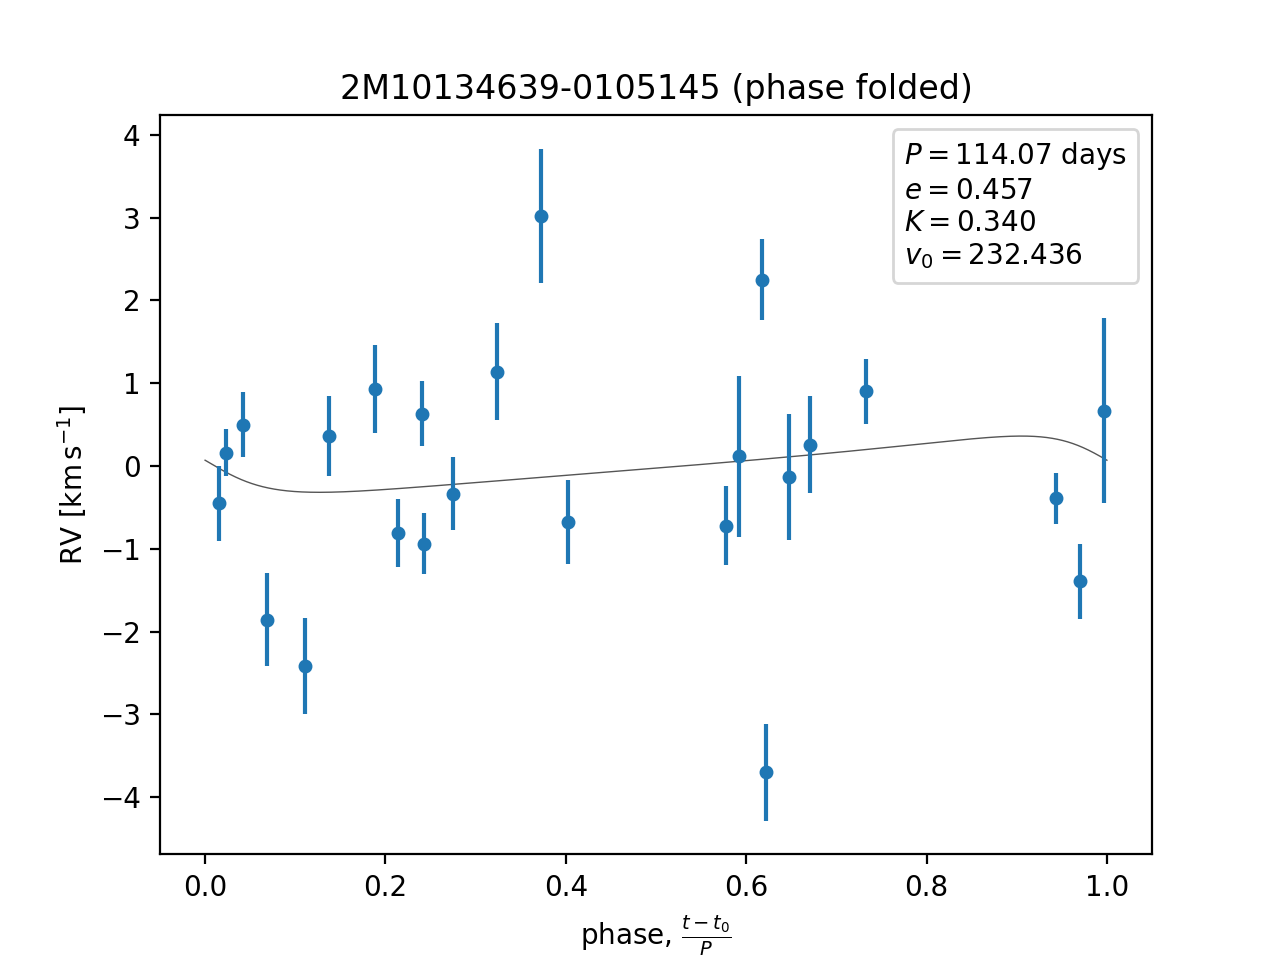 2M10134639-0105145 (phase folded)
P = 114.07 days
e = 0.457
K = 0.340
v₀ = 232.436
4
3
2
1
0
−1
−2
−3
−4
RV [km s⁻¹]
0.0 0.2 0.4 0.6 0.8 1.0
phase, (t − t₀)/P